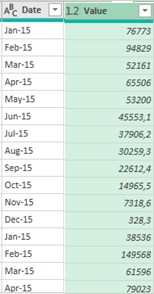 ABC Date 1.2 Value
Jan-15 76773
Feb-15 94829
Mar-15 52161
Apr-15 65506
May-15 53200
Jun-15 45553,1
Jul-15 37906,2
Aug-15 30259,3
Sep-15 22612,4
Oct-15 14965,5
Nov-15 7318,6
Dec-15 328,3
Jan-15 38536
Feb-15 149568
Mar-15 61596
Apr-15 79023